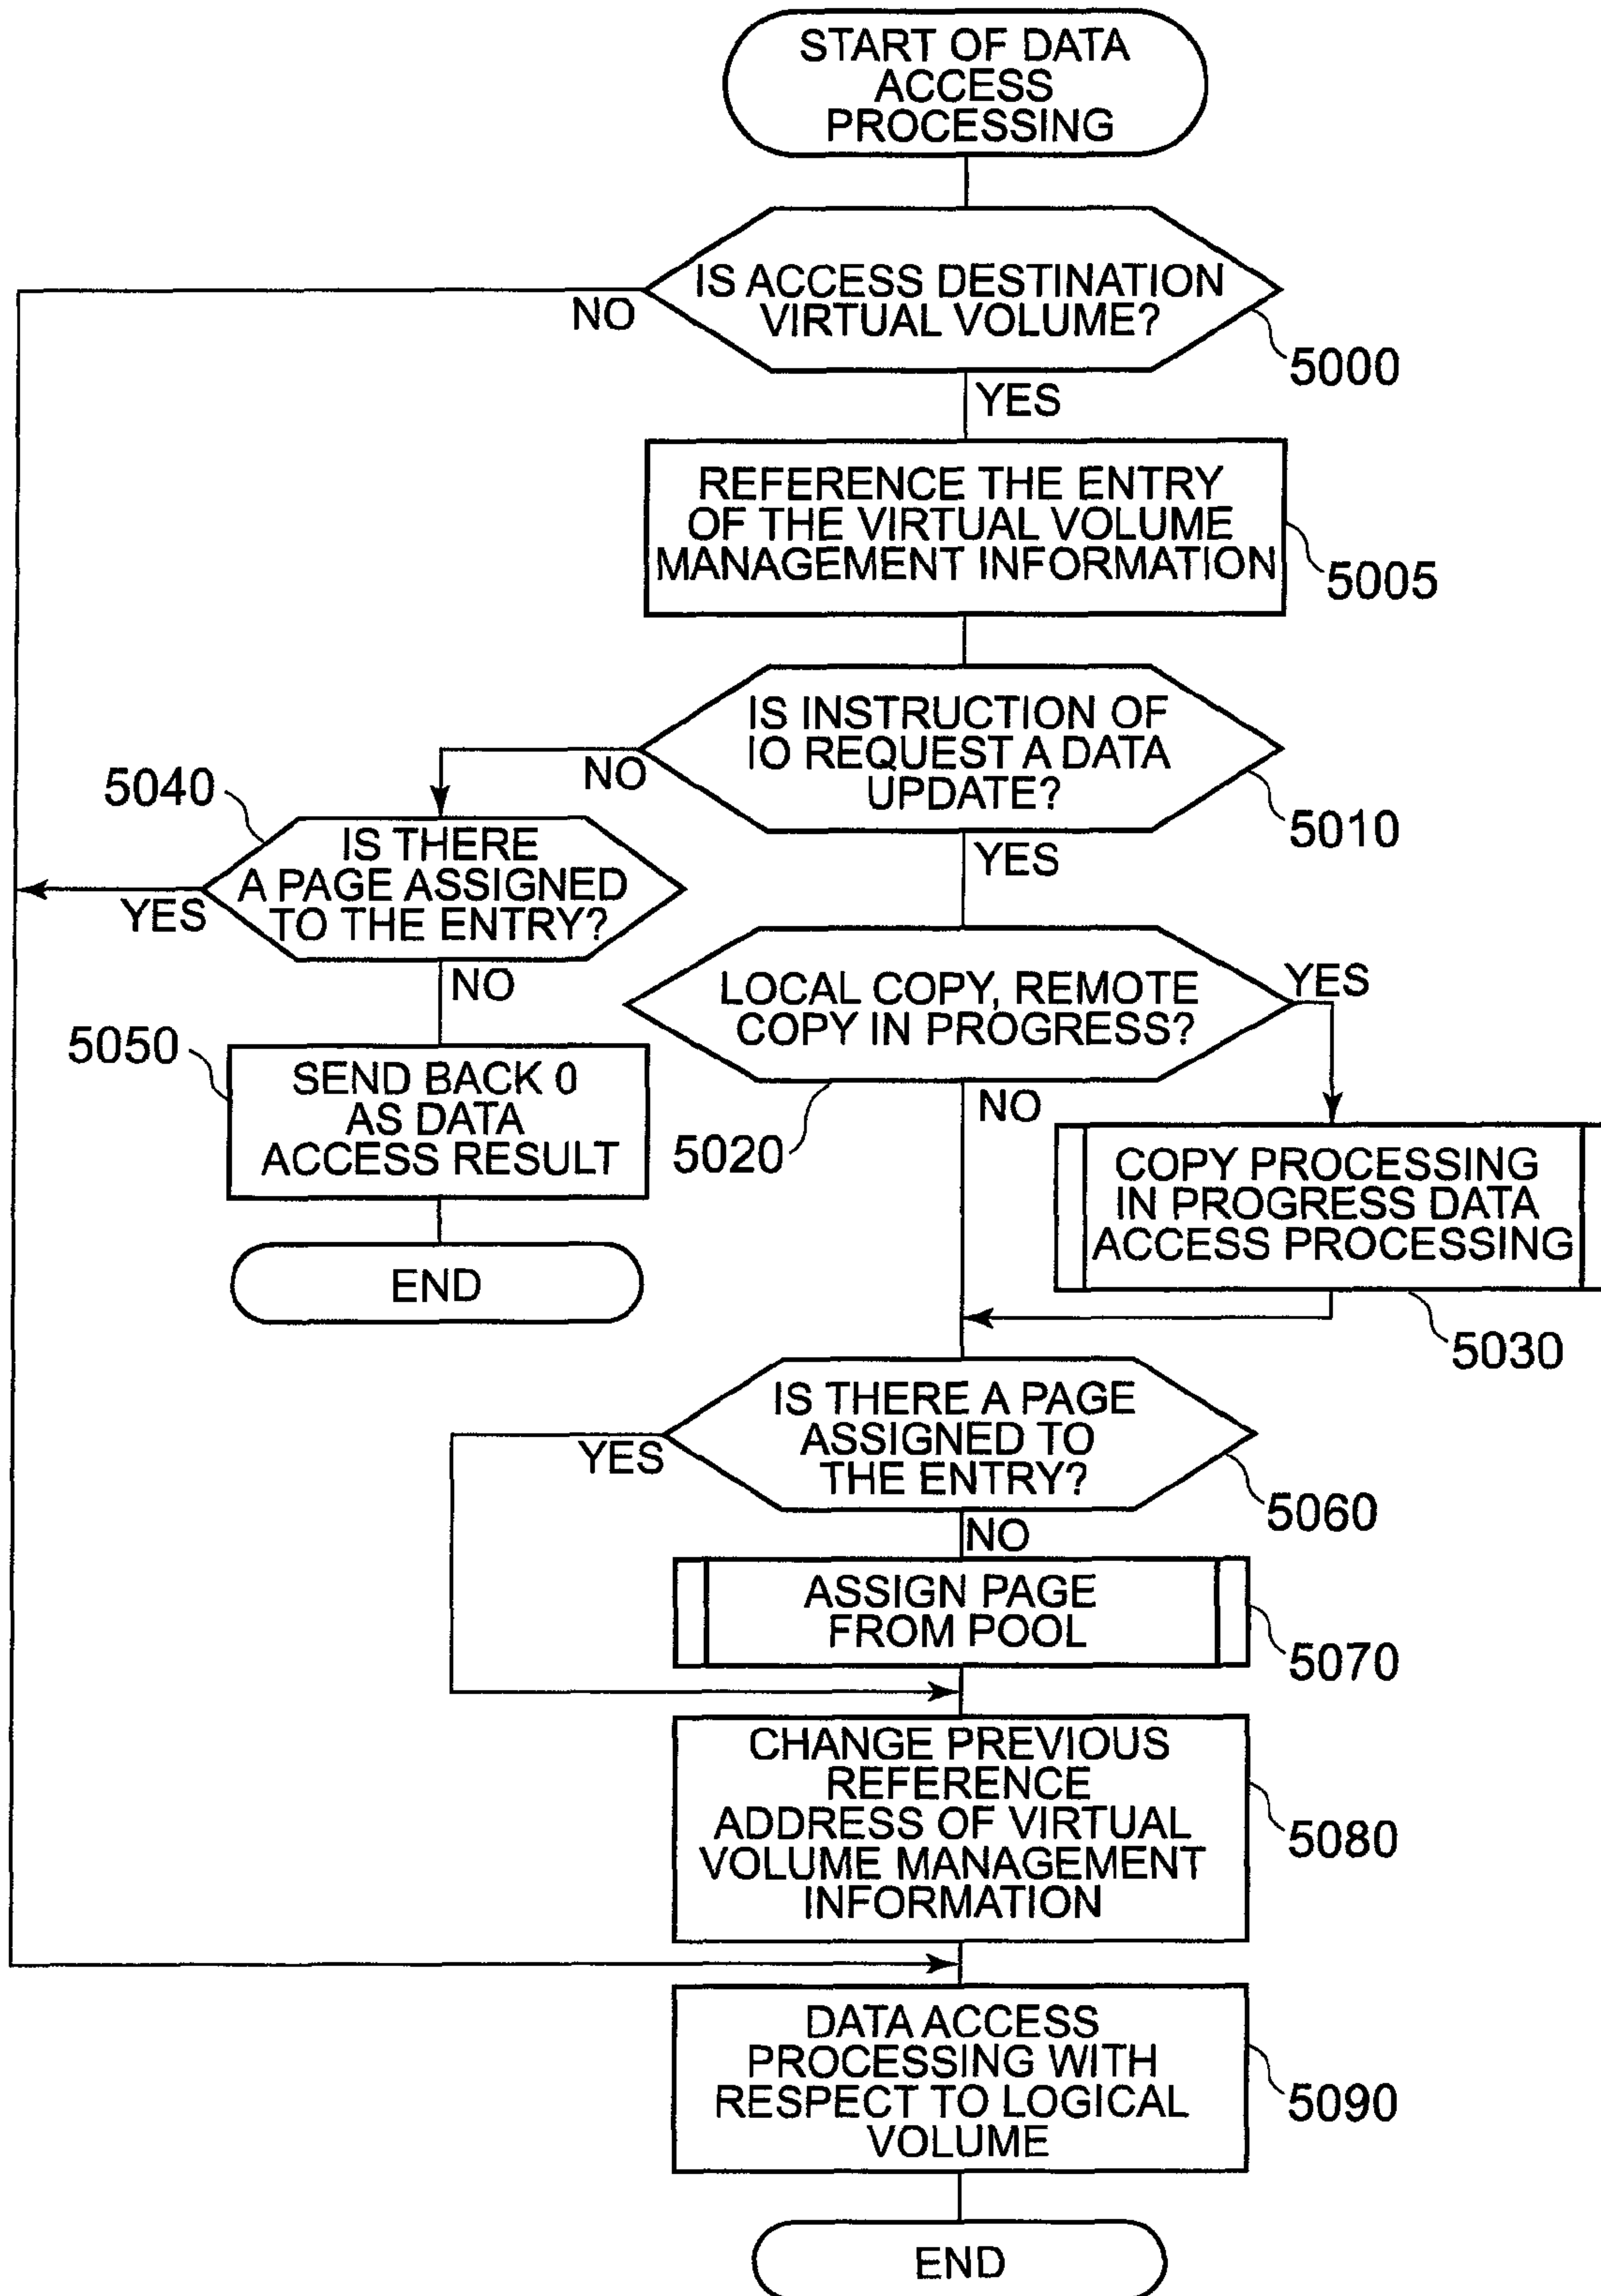 START OF DATA
ACCESS
PROCESSING
IS ACCESS DESTINATION
VIRTUAL VOLUME?
NO
5000
YES
REFERENCE THE ENTRY
OF THE VIRTUAL VOLUME
MANAGEMENT INFORMATION
5005
IS INSTRUCTION OF
IO REQUEST A DATA
UPDATE?
NO
5010
YES
5040
IS THERE
A PAGE ASSIGNED
TO THE ENTRY?
YES
NO
LOCAL COPY, REMOTE
COPY IN PROGRESS?
YES
NO
5020
5050
SEND BACK 0
AS DATA
ACCESS RESULT
END
COPY PROCESSING
IN PROGRESS DATA
ACCESS PROCESSING
5030
IS THERE A PAGE
ASSIGNED TO
THE ENTRY?
YES
5060
NO
ASSIGN PAGE
FROM POOL
5070
CHANGE PREVIOUS
REFERENCE
ADDRESS OF VIRTUAL
VOLUME MANAGEMENT
INFORMATION
5080
DATA ACCESS
PROCESSING WITH
RESPECT TO LOGICAL
VOLUME
5090
END